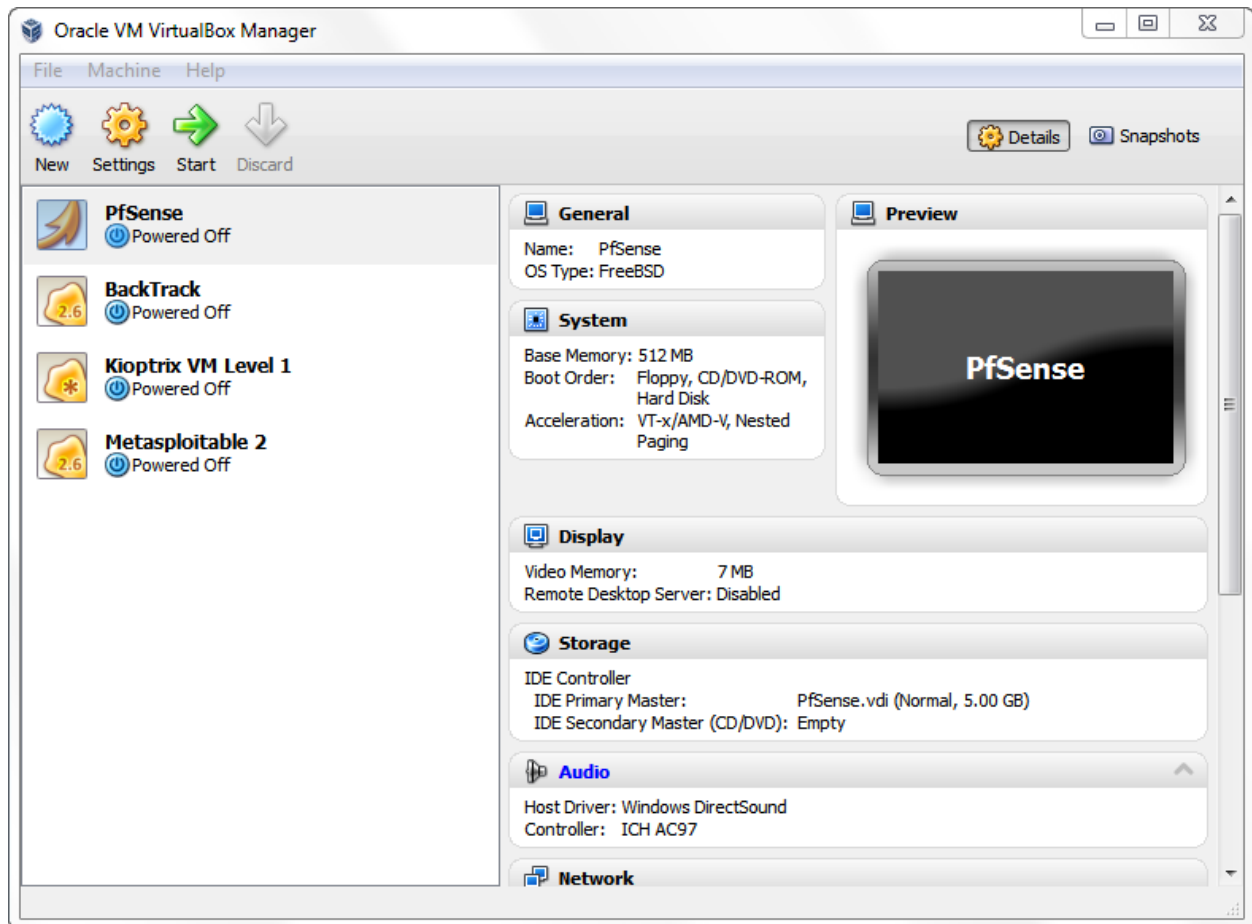 Oracle VM VirtualBox Manager
File Machine Help
New Settings Start Discard
Details Snapshots
PfSense
Powered Off
2.6
BackTrack
Powered Off
Kioptrix VM Level 1
Powered Off
2.6
Metasploitable 2
Powered Off
General
Name: PfSense
OS Type: FreeBSD
System
Base Memory: 512 MB
Boot Order: Floppy, CD/DVD-ROM,
Hard Disk
Acceleration: VT-x/AMD-V, Nested
Paging
Preview
PfSense
Display
Video Memory: 7 MB
Remote Desktop Server: Disabled
Storage
IDE Controller
IDE Primary Master: PfSense.vdi (Normal, 5.00 GB)
IDE Secondary Master (CD/DVD): Empty
Audio
Host Driver: Windows DirectSound
Controller: ICH AC97
Network